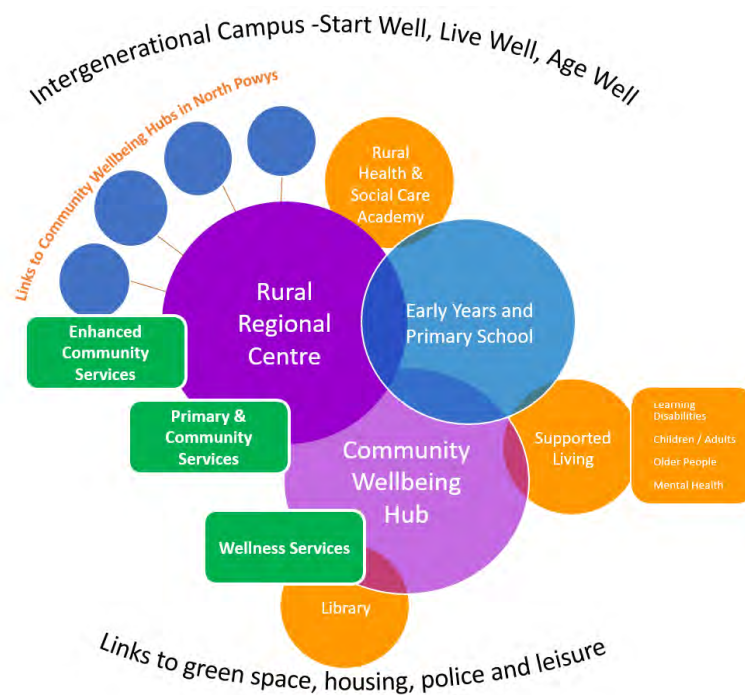 Intergenerational Campus -Start Well, Live Well, Age Well
Links to Community Wellbeing Hubs in North Powys
Rural
Health &
Social Care
Academy
Rural
Regional
Centre
Early Years and
Primary School
Enhanced
Community
Services
Primary &
Community
Services
Community
Wellbeing
Hub
Supported
Living
Learning
Disabilities
Children / Adults
Older People
Mental Health
Wellness Services
Library
Links to green space, housing, police and leisure